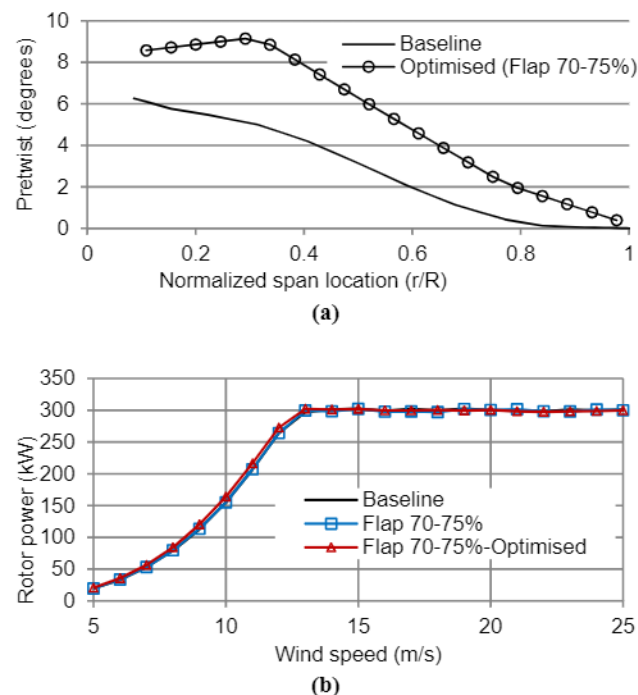 10
8
6
4
2
0
Pretwist (degrees)
Baseline
Optimised (Flap 70-75%)
0 0.2 0.4 0.6 0.8 1
Normalized span location (r/R)
(a)
350
300
250
200
150
100
50
0
Rotor power (kW)
Baseline
Flap 70-75%
Flap 70-75%-Optimised
5 10 15 20 25
Wind speed (m/s)
(b)